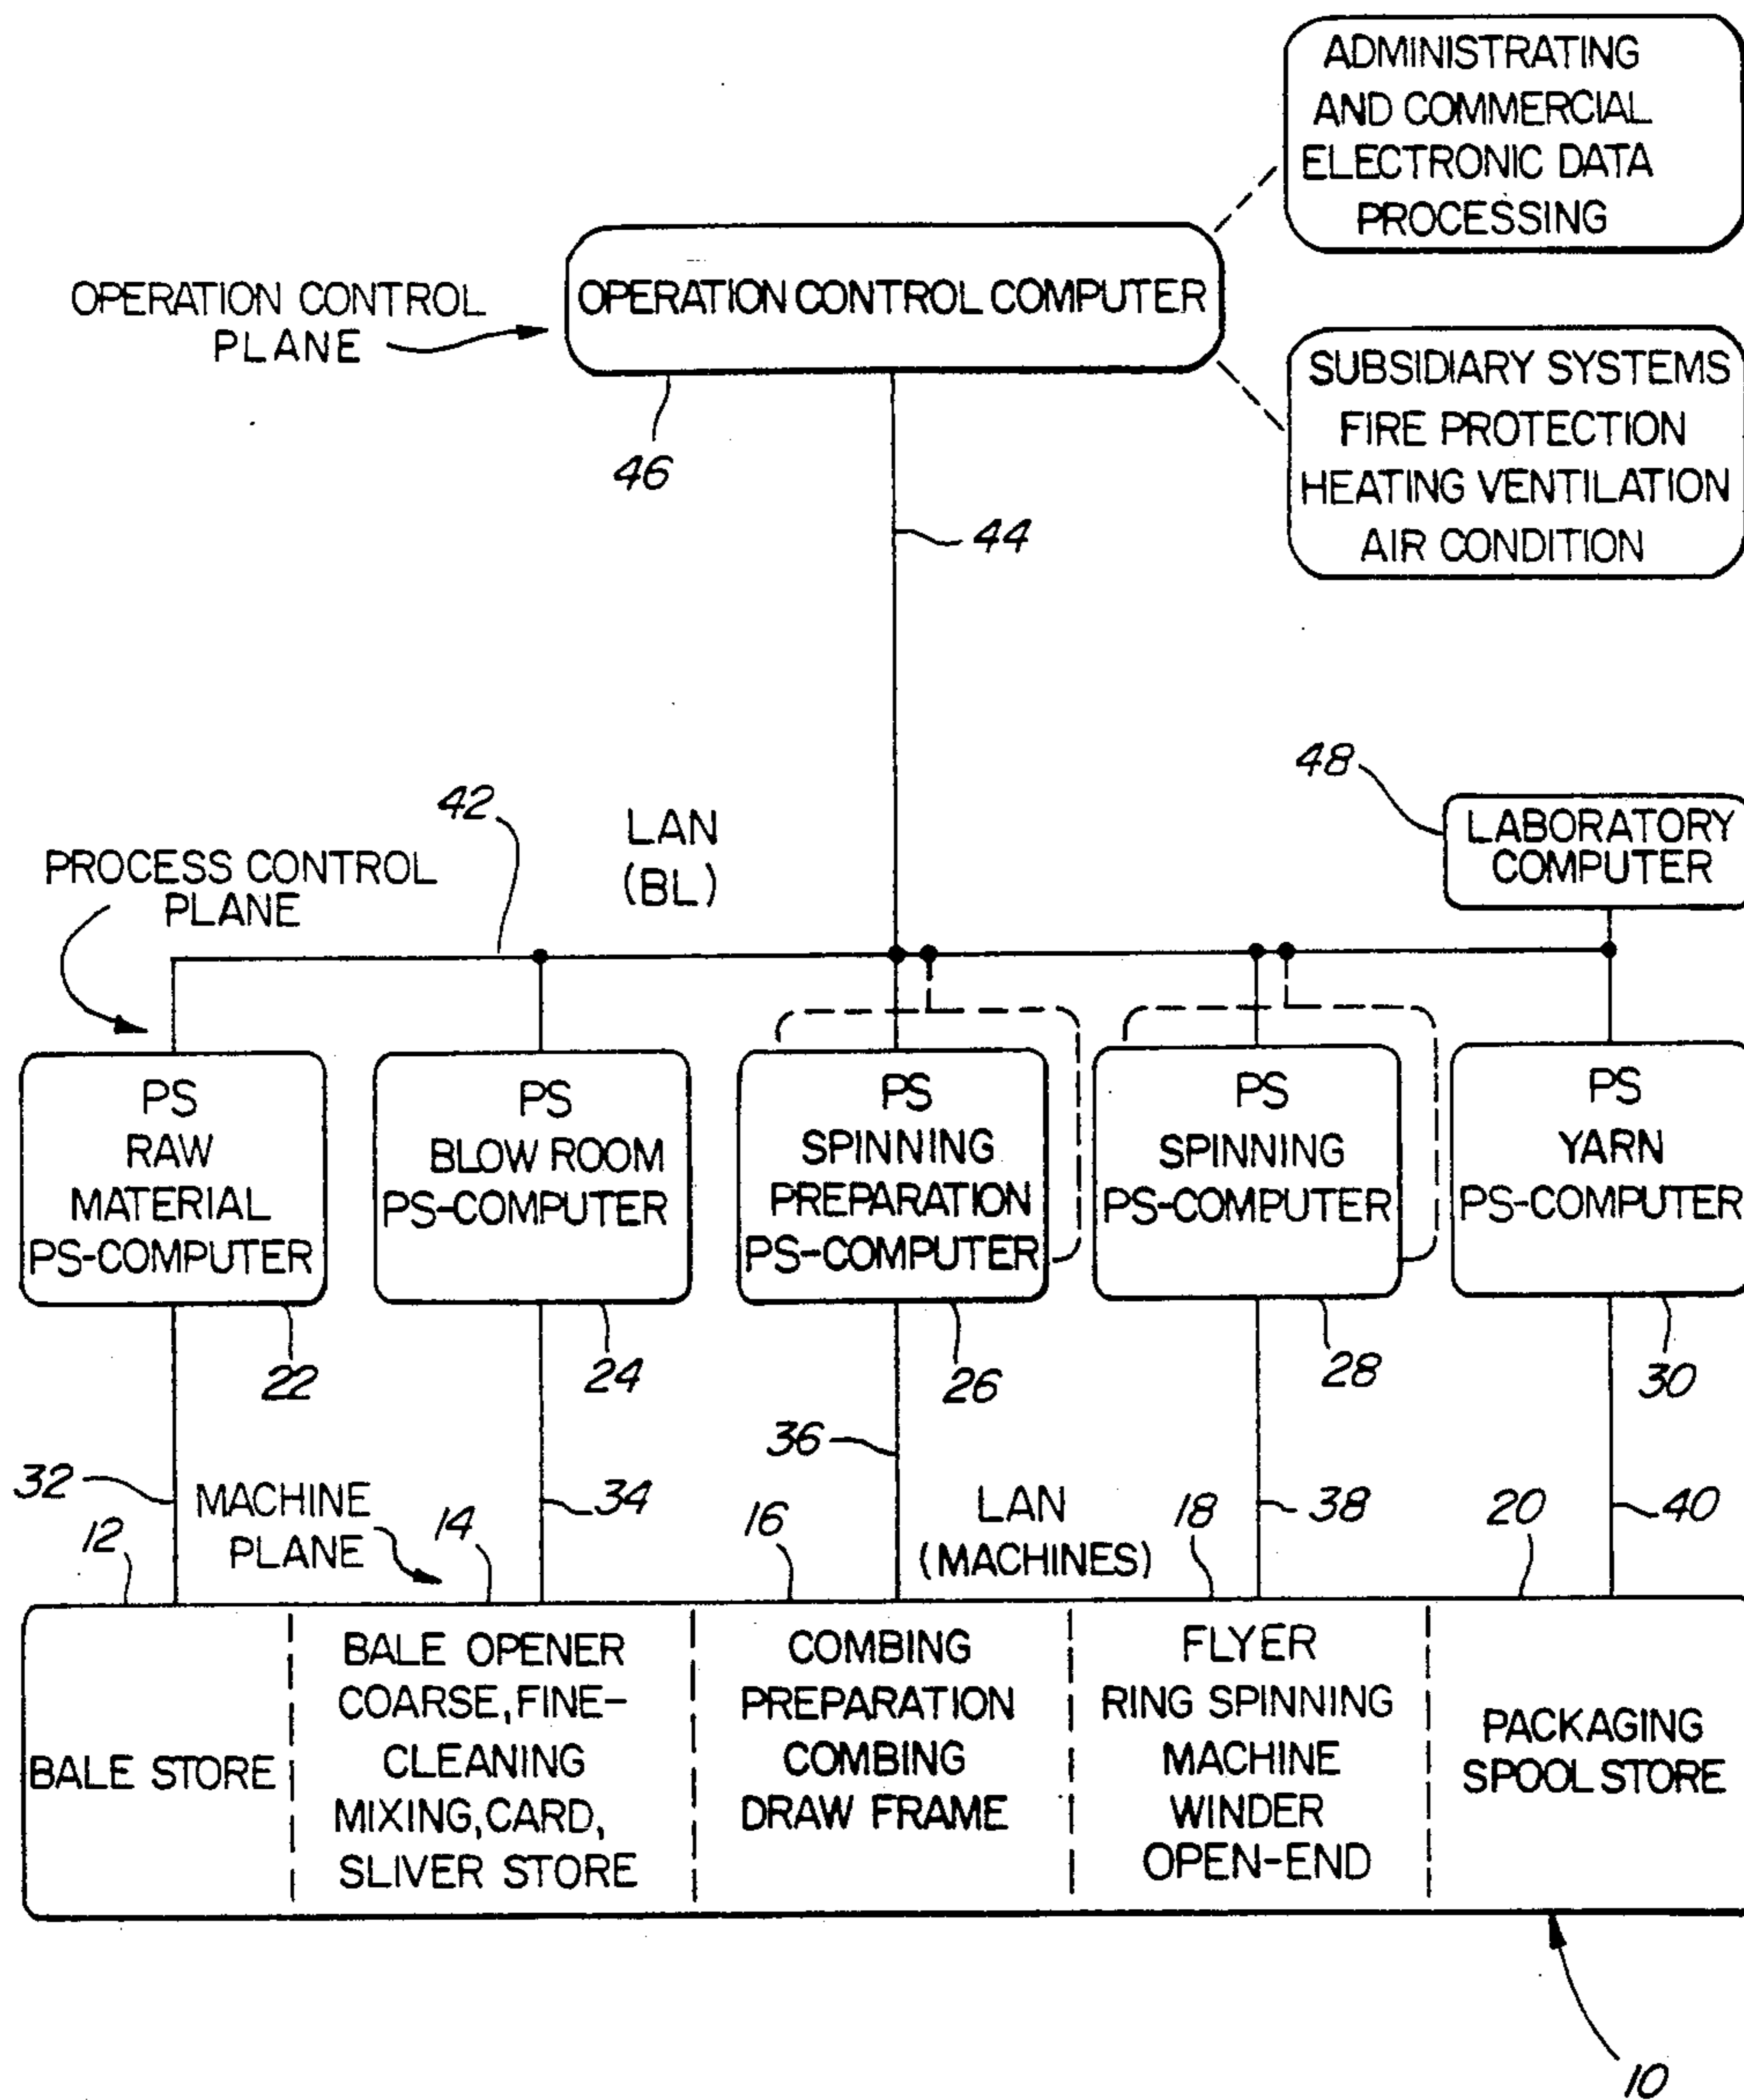 ADMINISTRATING
AND COMMERCIAL
ELECTRONIC DATA
PROCESSING
OPERATION CONTROL
PLANE
OPERATION CONTROL COMPUTER
46
SUBSIDIARY SYSTEMS
FIRE PROTECTION
HEATING VENTILATION
AIR CONDITION
44
48
LABORATORY
COMPUTER
42
LAN
(BL)
PROCESS CONTROL
PLANE
PS
RAW
MATERIAL
PS-COMPUTER
22
PS
BLOW ROOM
PS-COMPUTER
24
PS
SPINNING
PREPARATION
PS-COMPUTER
26
PS
SPINNING
PS-COMPUTER
28
PS
YARN
PS-COMPUTER
30
32
MACHINE
PLANE
34
36
LAN
(MACHINES)
38
40
12
14
16
18
20
BALE STORE
BALE OPENER
COARSE, FINE-
CLEANING
MIXING, CARD,
SLIVER STORE
COMBING
PREPARATION
COMBING
DRAW FRAME
FLYER
RING SPINNING
MACHINE
WINDER
OPEN-END
PACKAGING
SPOOL STORE
10